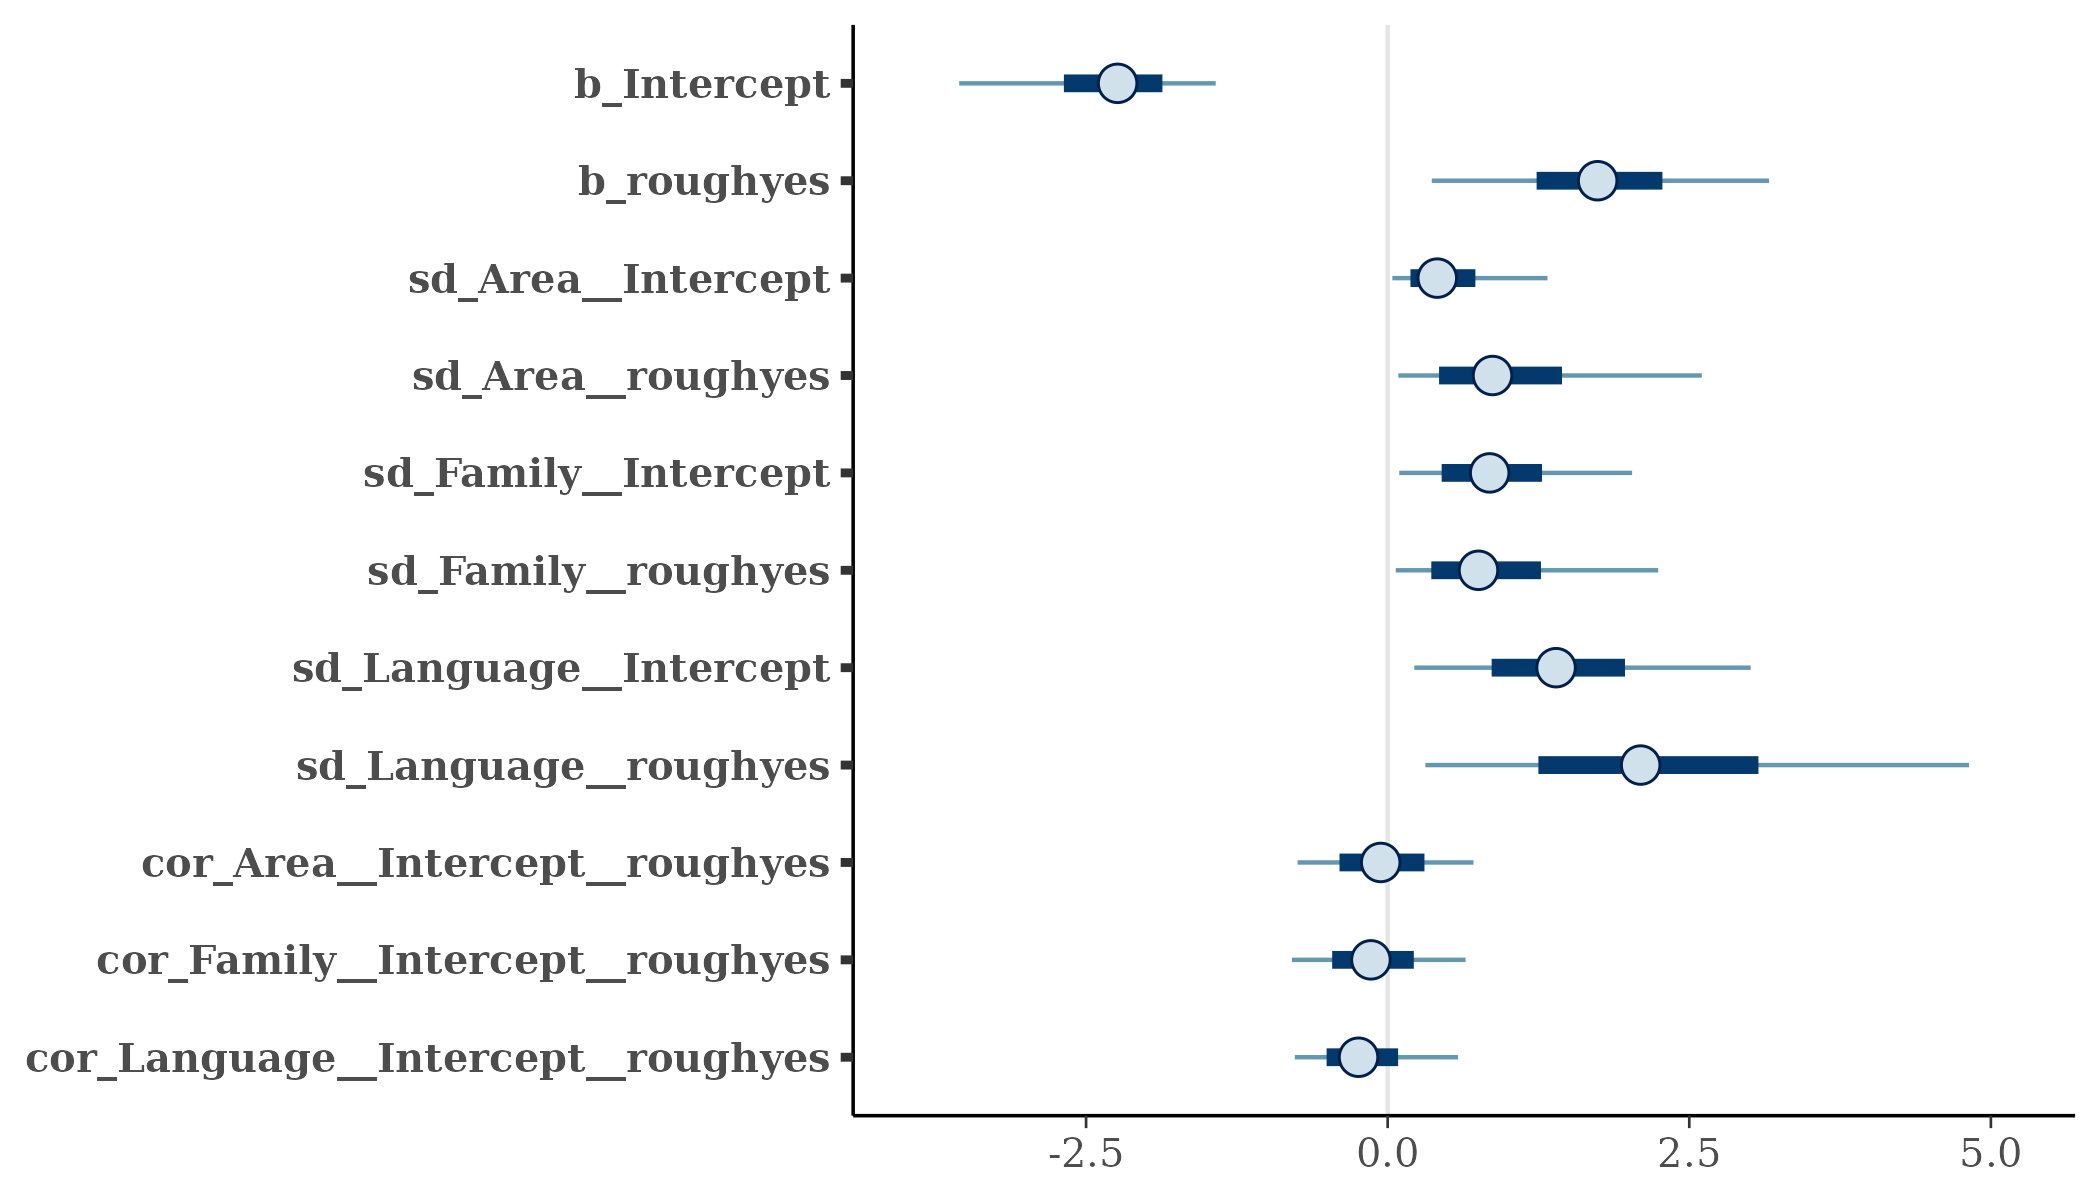 b_Intercept
b_roughyes
sd_Area__Intercept
sd_Area__roughyes
sd_Family__Intercept
sd_Family__roughyes
sd_Language__Intercept
sd_Language__roughyes
cor_Area__Intercept__roughyes
cor_Family__Intercept__roughyes
cor_Language__Intercept__roughyes
-2.5 0.0 2.5 5.0